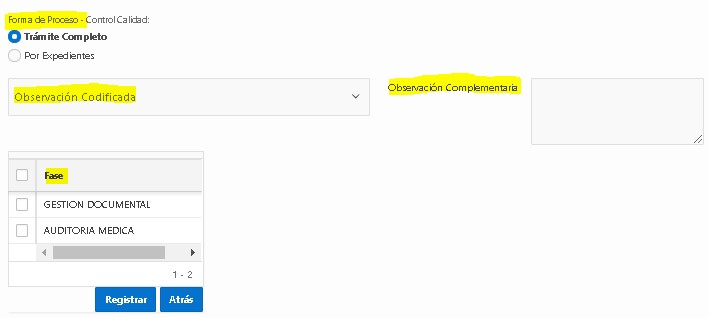 Forma de Proceso - Control Calidad:
Trámite Completo
Por Expedientes
Observación Codificada
Observación Complementaria
Fase
GESTION DOCUMENTAL
AUDITORIA MEDICA
1 - 2
Registrar Atrás